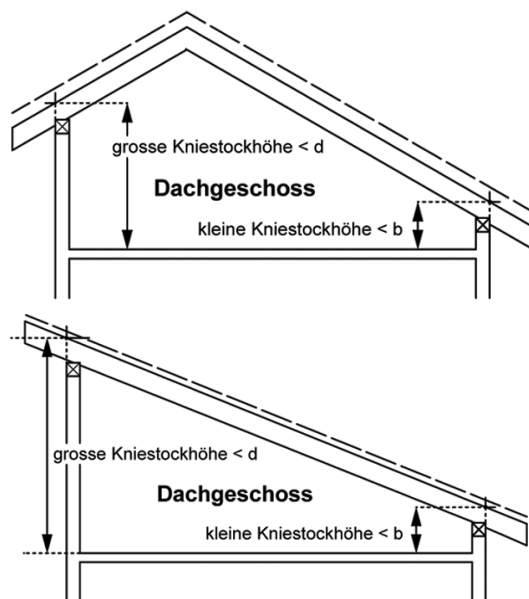 grosse Kniestockhöhe < d
Dachgeschoss
kleine Kniestockhöhe < b
grosse Kniestockhöhe < d
Dachgeschoss
kleine Kniestockhöhe < b